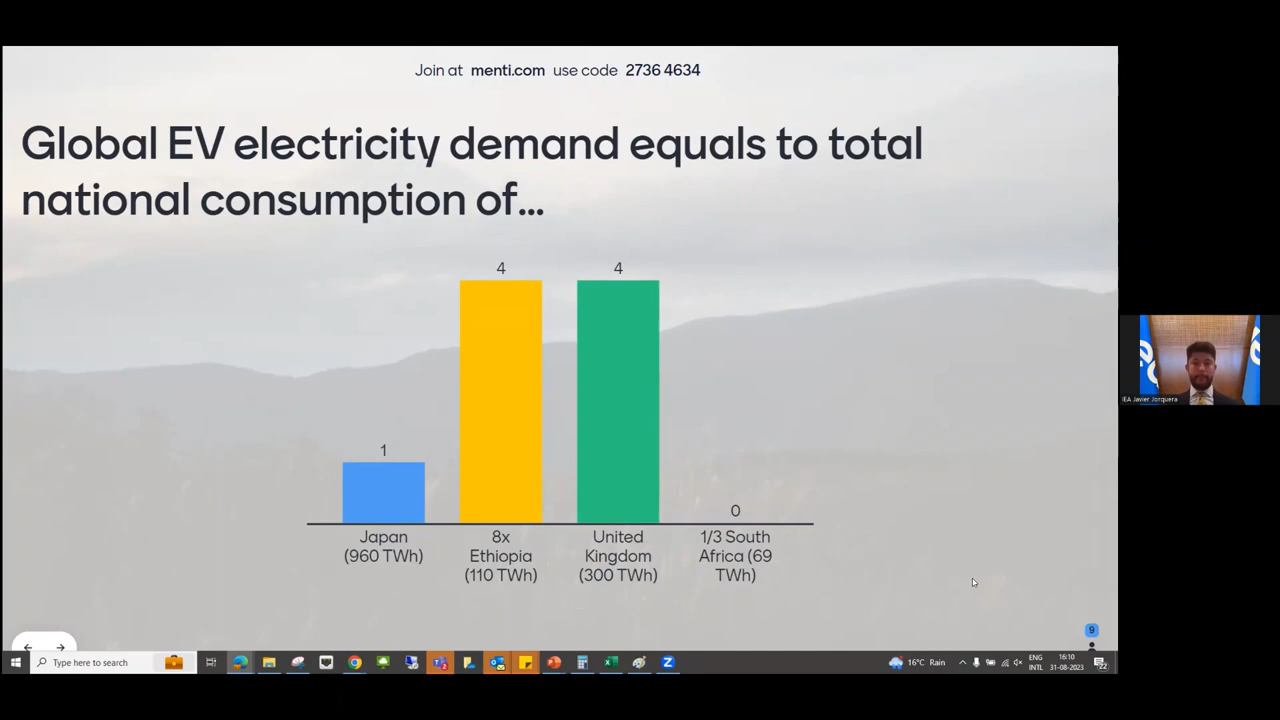 Join at menti.com use code 2736 4634
Global EV electricity demand equals to total
national consumption of...
4
4
1
0
Japan
(960 TWh)
8x
Ethiopia
(110 TWh)
United
Kingdom
(300 TWh)
1/3 South
Africa (69
TWh)
IEA Javier Jorquera
9
Type here to search
16°C Rain
ENG
INTL
16:10
31-08-2023
22